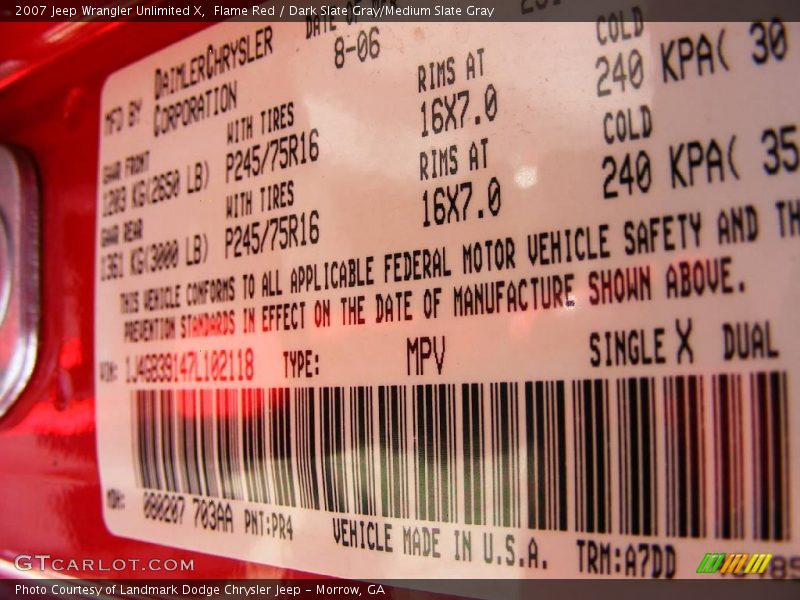 2007 Jeep Wrangler Unlimited X, Flame Red / Dark Slate Gray/Medium Slate Gray
MFD BY DAIMLERCHRYSLER CORPORATION
DATE OF
8-06
GAWR FRONT WITH TIRES RIMS AT COLD
1203 KG(2650 LB) P245/75R16 16X7.0 240 KPA( 30
GAWR REAR WITH TIRES RIMS AT COLD
1361 KG(3000 LB) P245/75R16 16X7.0 240 KPA( 35
THIS VEHICLE CONFORMS TO ALL APPLICABLE FEDERAL MOTOR VEHICLE SAFETY AND TH
PREVENTION STANDARDS IN EFFECT ON THE DATE OF MANUFACTURE SHOWN ABOVE.
VIN: 1J4GB39147L102118 TYPE: MPV SINGLE X DUAL
MDH: 080207 703AA PNT:PR4 VEHICLE MADE IN U.S.A. TRM:A7DD
GTCARLOT.COM
Photo Courtesy of Landmark Dodge Chrysler Jeep - Morrow, GA